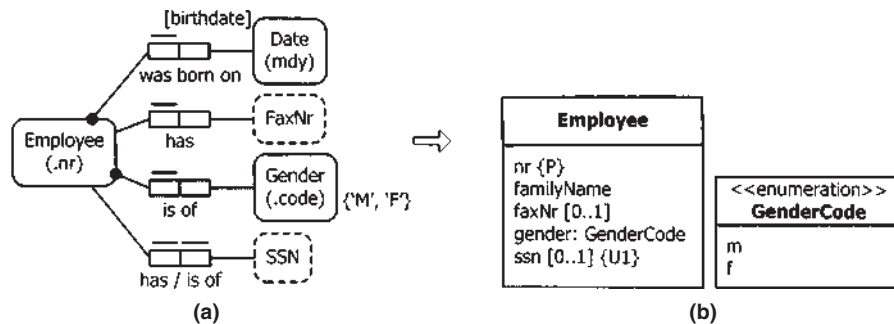 [birthdate]
Date
(mdy)
was born on
FaxNr
has
Employee
(.nr)
Gender
(.code)
{'M', 'F'}
is of
SSN
has / is of
(a)
Employee
nr {P}
familyName
faxNr [0..1]
gender: GenderCode
ssn [0..1] {U1}
<<enumeration>>
GenderCode
m
f
(b)